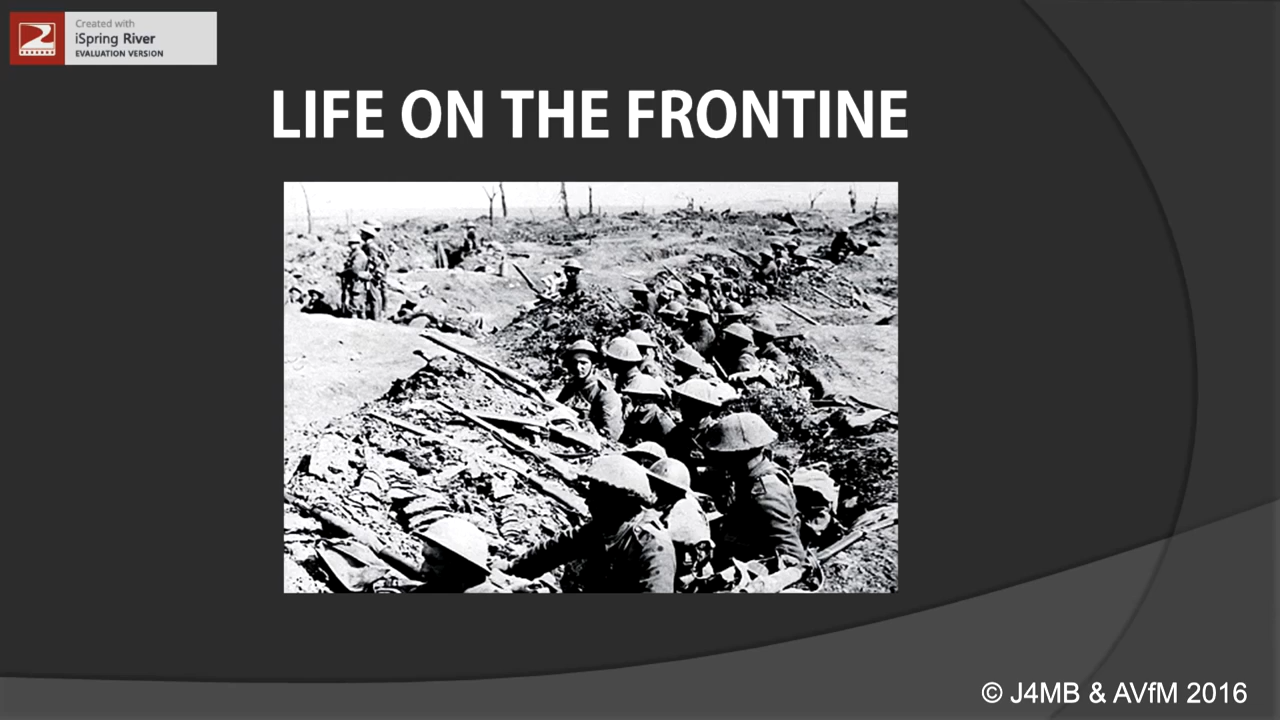 Created with
iSpring River
EVALUATION VERSION
LIFE ON THE FRONTINE
© J4MB & AVfM 2016